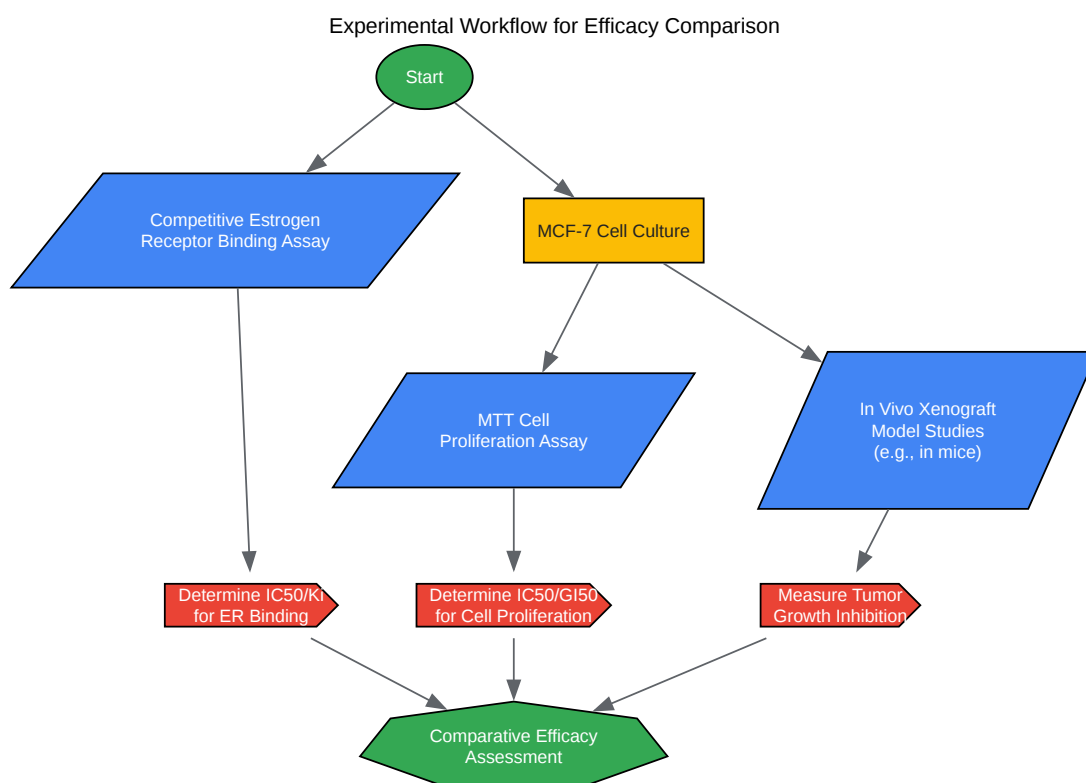 Experimental Workflow for Efficacy Comparison
Start
Competitive Estrogen
Receptor Binding Assay
MCF-7 Cell Culture
MTT Cell
Proliferation Assay
In Vivo Xenograft
Model Studies
(e.g., in mice)
Determine IC50/Ki
for ER Binding
Determine IC50/GI50
for Cell Proliferation
Measure Tumor
Growth Inhibition
Comparative Efficacy
Assessment